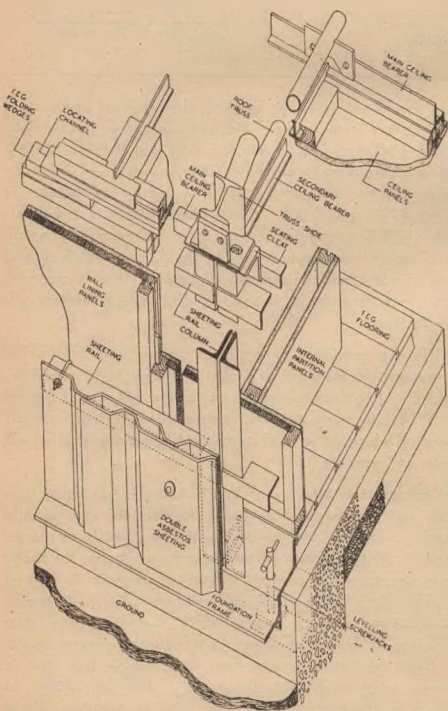 MAIN CEILING
BEARER
T.&G
FOLDING
WEDGES
LOCATING
CHANNEL
ROOF
TRUSS
MAIN
CEILING
BEARER
SECONDARY
CEILING BEARER
CEILING
PANELS
TRUSS SHOE
SEATING
CLEAT
WALL
LINING
PANELS
SHEETING
RAIL
COLUMN
T.&G
FLOORING
SHEETING
RAIL
INTERNAL
PARTITION
PANELS
DOUBLE
ASBESTOS
SHEETING
FOUNDATION
FRAME
GROUND
LEVELLING
SCREWJACKS